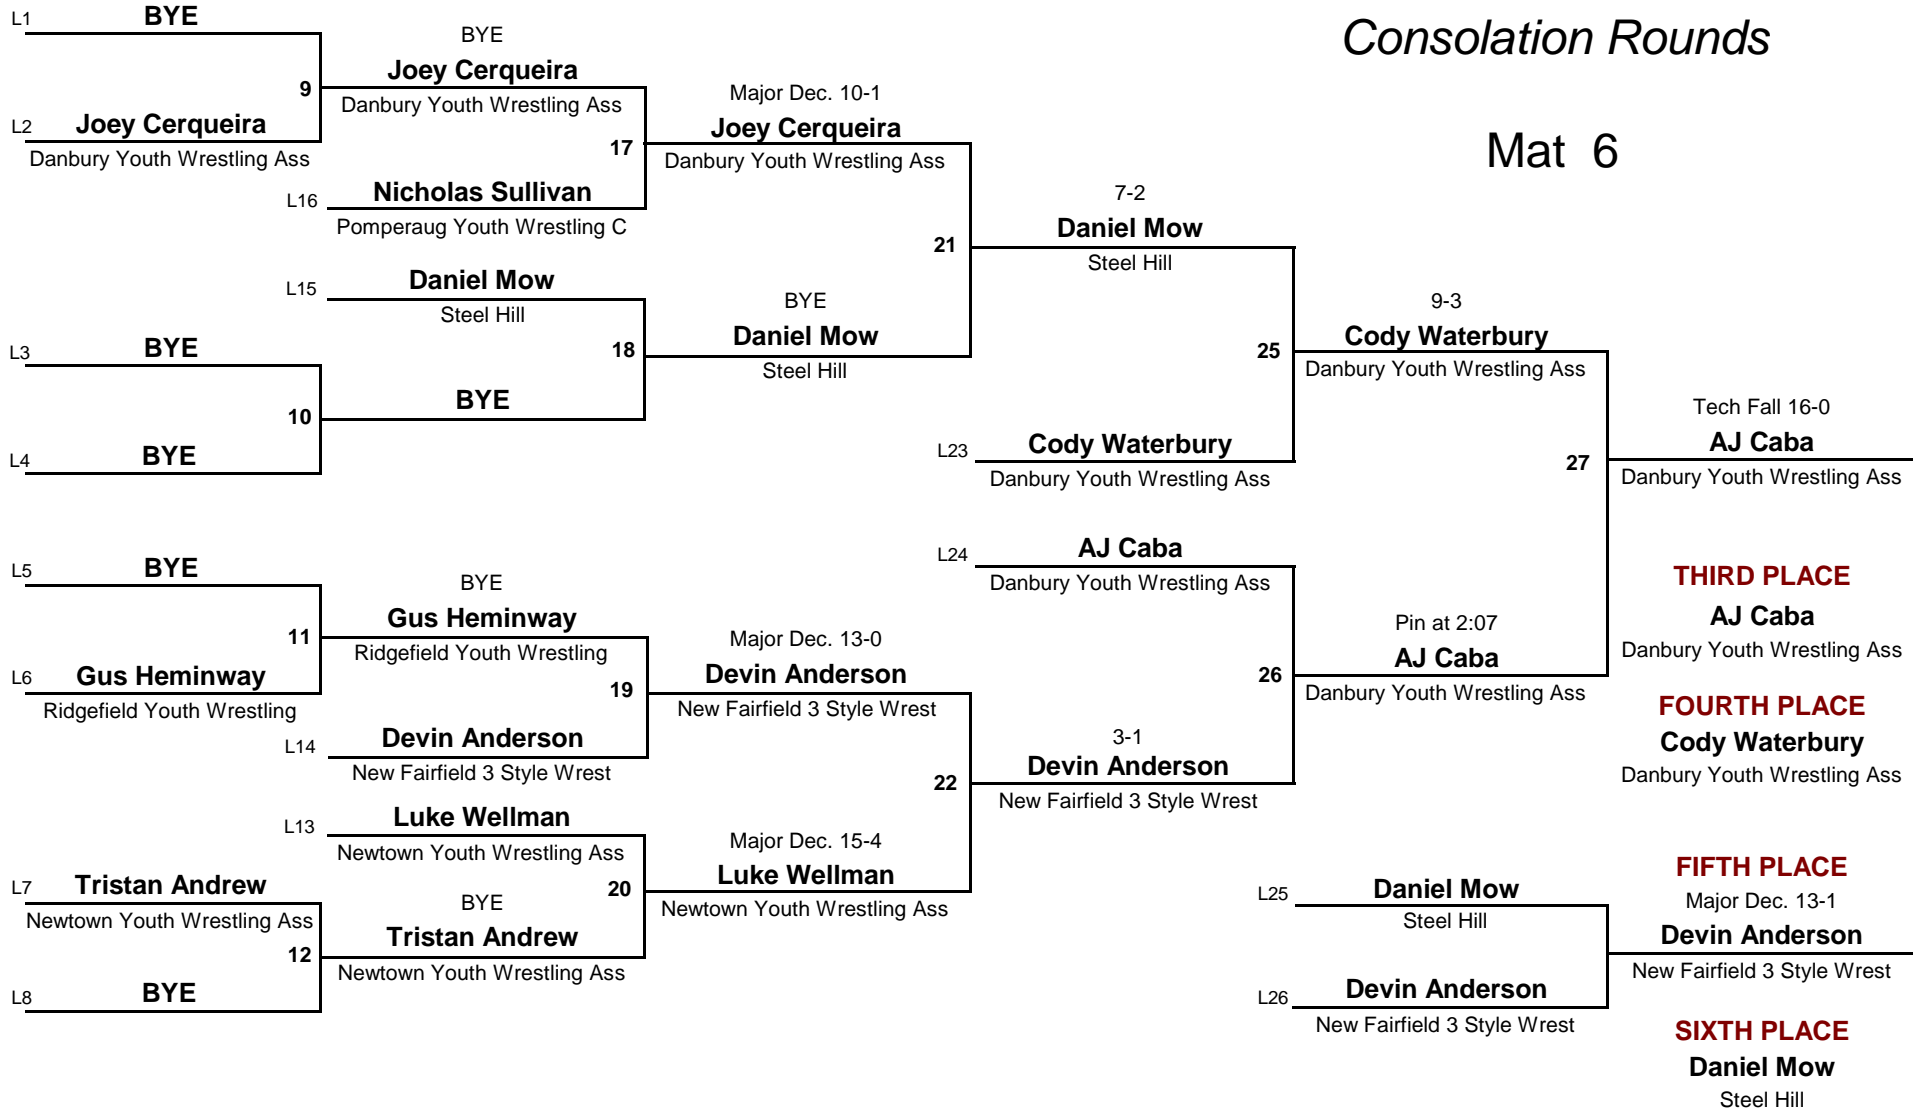 Consolation Rounds
Mat 6
L1 BYE
9
L2 Joey Cerqueira
Danbury Youth Wrestling Ass
BYE
Joey Cerqueira
Danbury Youth Wrestling Ass
17
L16 Nicholas Sullivan
Pomperaug Youth Wrestling C
Major Dec. 10-1
Joey Cerqueira
Danbury Youth Wrestling Ass
21
L15 Daniel Mow
Steel Hill
18
L3 BYE
10
L4 BYE
BYE
BYE
Daniel Mow
Steel Hill
7-2
Daniel Mow
Steel Hill
25
L23 Cody Waterbury
Danbury Youth Wrestling Ass
9-3
Cody Waterbury
Danbury Youth Wrestling Ass
27
Tech Fall 16-0
AJ Caba
Danbury Youth Wrestling Ass
L5 BYE
11
L6 Gus Heminway
Ridgefield Youth Wrestling
BYE
Gus Heminway
Ridgefield Youth Wrestling
19
L14 Devin Anderson
New Fairfield 3 Style Wrest
Major Dec. 13-0
Devin Anderson
New Fairfield 3 Style Wrest
22
L13 Luke Wellman
Newtown Youth Wrestling Ass
20
L7 Tristan Andrew
Newtown Youth Wrestling Ass
12
L8 BYE
BYE
Tristan Andrew
Newtown Youth Wrestling Ass
Major Dec. 15-4
Luke Wellman
Newtown Youth Wrestling Ass
L24 AJ Caba
Danbury Youth Wrestling Ass
26
3-1
Devin Anderson
New Fairfield 3 Style Wrest
Pin at 2:07
AJ Caba
Danbury Youth Wrestling Ass
THIRD PLACE
AJ Caba
Danbury Youth Wrestling Ass
FOURTH PLACE
Cody Waterbury
Danbury Youth Wrestling Ass
L25 Daniel Mow
Steel Hill
L26 Devin Anderson
New Fairfield 3 Style Wrest
FIFTH PLACE
Major Dec. 13-1
Devin Anderson
New Fairfield 3 Style Wrest
SIXTH PLACE
Daniel Mow
Steel Hill